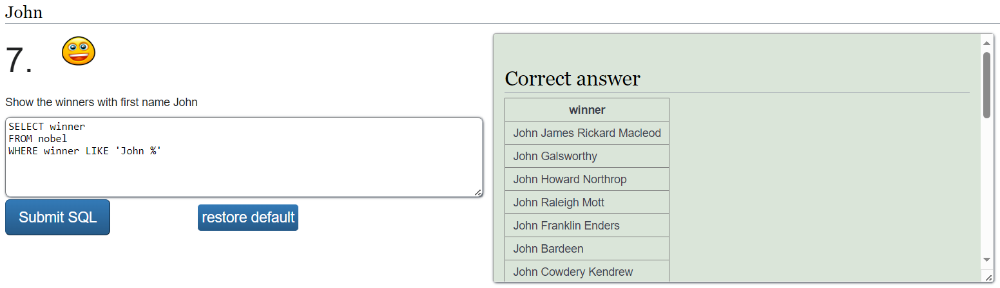 John
7.
Show the winners with first name John
SELECT winner
FROM nobel
WHERE winner LIKE 'John %'
Submit SQL
restore default
Correct answer
winner
John James Rickard Macleod
John Galsworthy
John Howard Northrop
John Raleigh Mott
John Franklin Enders
John Bardeen
John Cowdery Kendrew